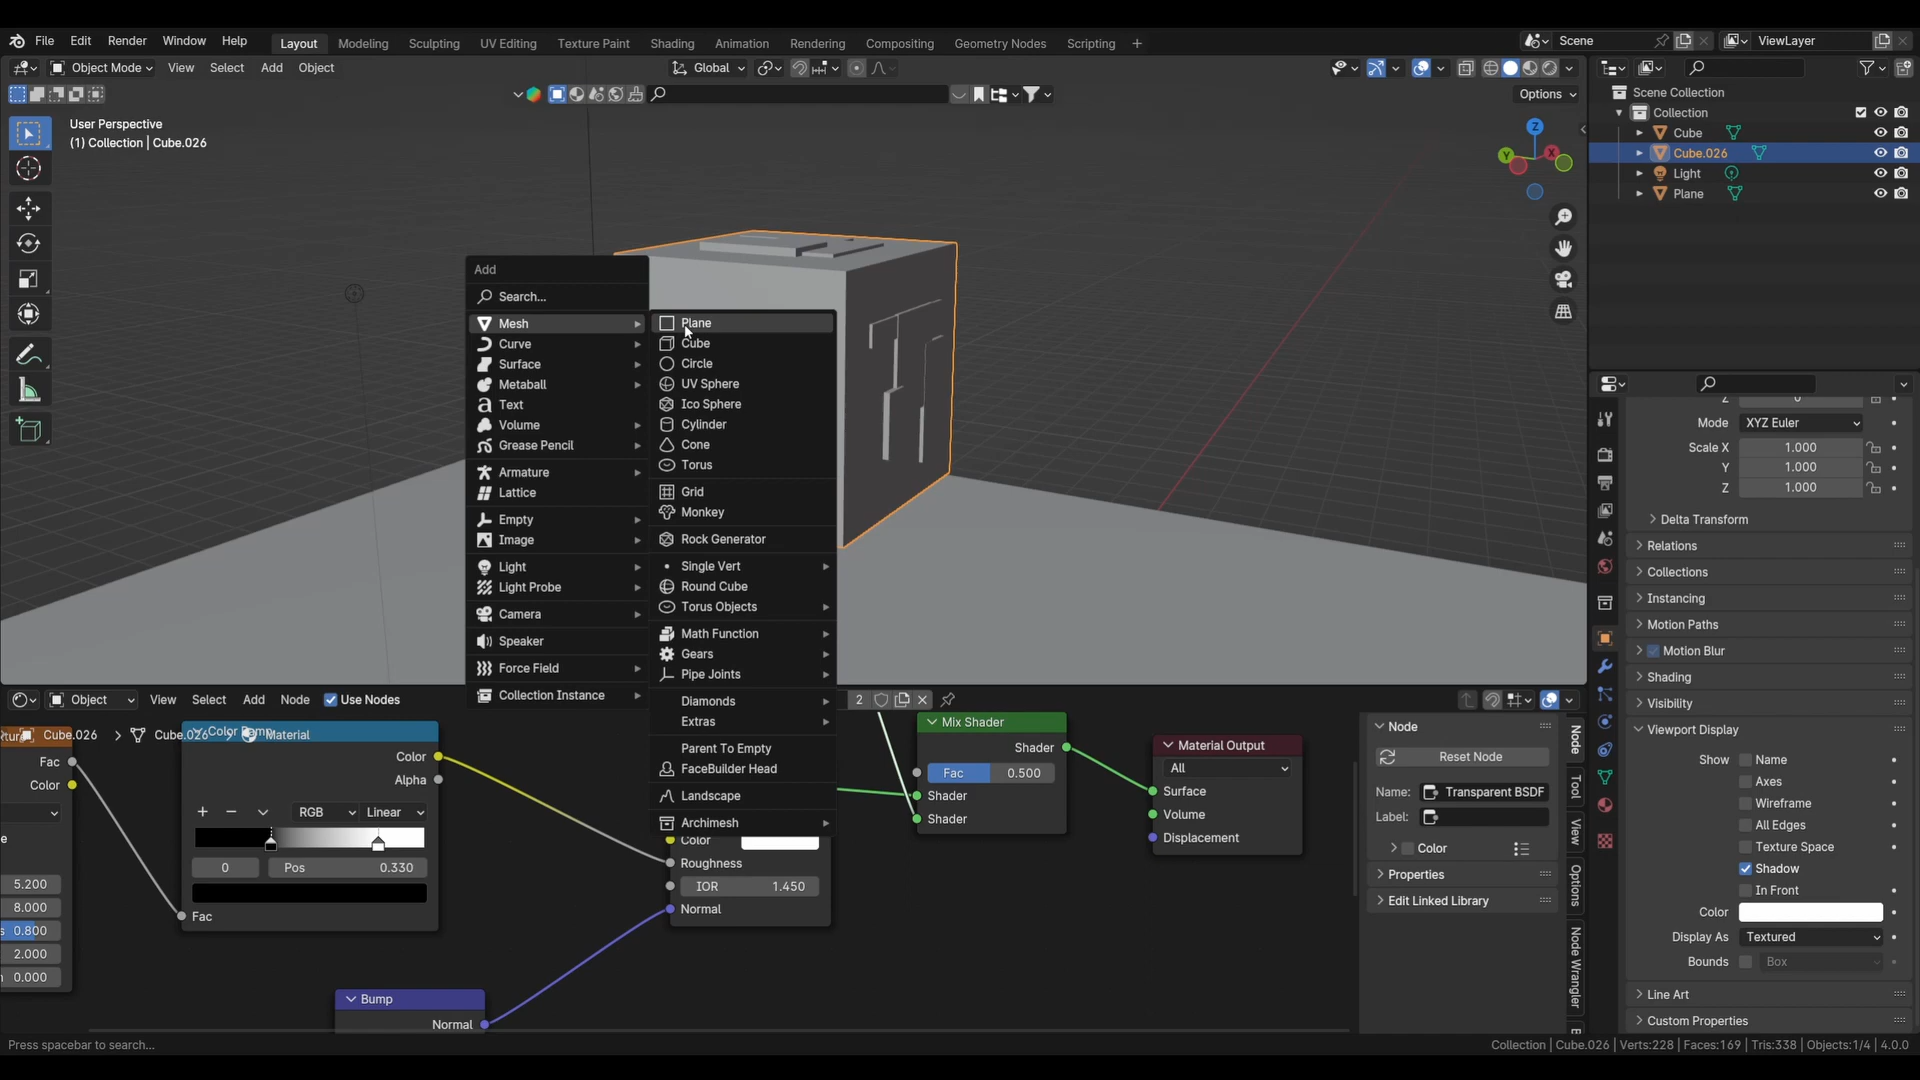 File Edit Render Window Help Layout Modeling Sculpting UV Editing Texture Paint Shading Animation Rendering Compositing Geometry Nodes Scripting + Scene ViewLayer
Object Mode View Select Add Object Global
Options
User Perspective
(1) Collection | Cube.026
Z
Y
X
Scene Collection
Collection
Cube
Cube.026
Light
Plane
Add
Search...
Mesh
Curve
Surface
Metaball
Text
Volume
Grease Pencil
Armature
Lattice
Empty
Image
Light
Light Probe
Camera
Speaker
Force Field
Collection Instance
Plane
Cube
Circle
UV Sphere
Ico Sphere
Cylinder
Cone
Torus
Grid
Monkey
Rock Generator
Single Vert
Round Cube
Torus Objects
Math Function
Gears
Pipe Joints
Diamonds
Extras
Parent To Empty
FaceBuilder Head
Landscape
Archimesh
Z 0
Mode XYZ Euler
Scale X 1.000
Y 1.000
Z 1.000
Delta Transform
Relations
Collections
Instancing
Motion Paths
Motion Blur
Shading
Visibility
Viewport Display
Show Name
Axes
Wireframe
All Edges
Texture Space
Shadow
In Front
Color
Display As Textured
Bounds Box
Line Art
Custom Properties
Object View Select Add Node Use Nodes 2
Cube.026 > Cube.026 > Material
Fac
Color
5.200
8.000
0.800
2.000
0.000
Color
Alpha
RGB Linear
0 Pos 0.330
Fac
Bump
Normal
Color
Roughness
IOR 1.450
Normal
Mix Shader
Shader
Fac 0.500
Shader
Shader
Material Output
All
Surface
Volume
Displacement
Node
Reset Node
Name: Transparent BSDF
Label:
Color
Properties
Edit Linked Library
Node
Tool
View
Options
Node Wrangler
Press spacebar to search...
Collection | Cube.026 | Verts:228 | Faces:169 | Tris:338 | Objects:1/4 | 4.0.0